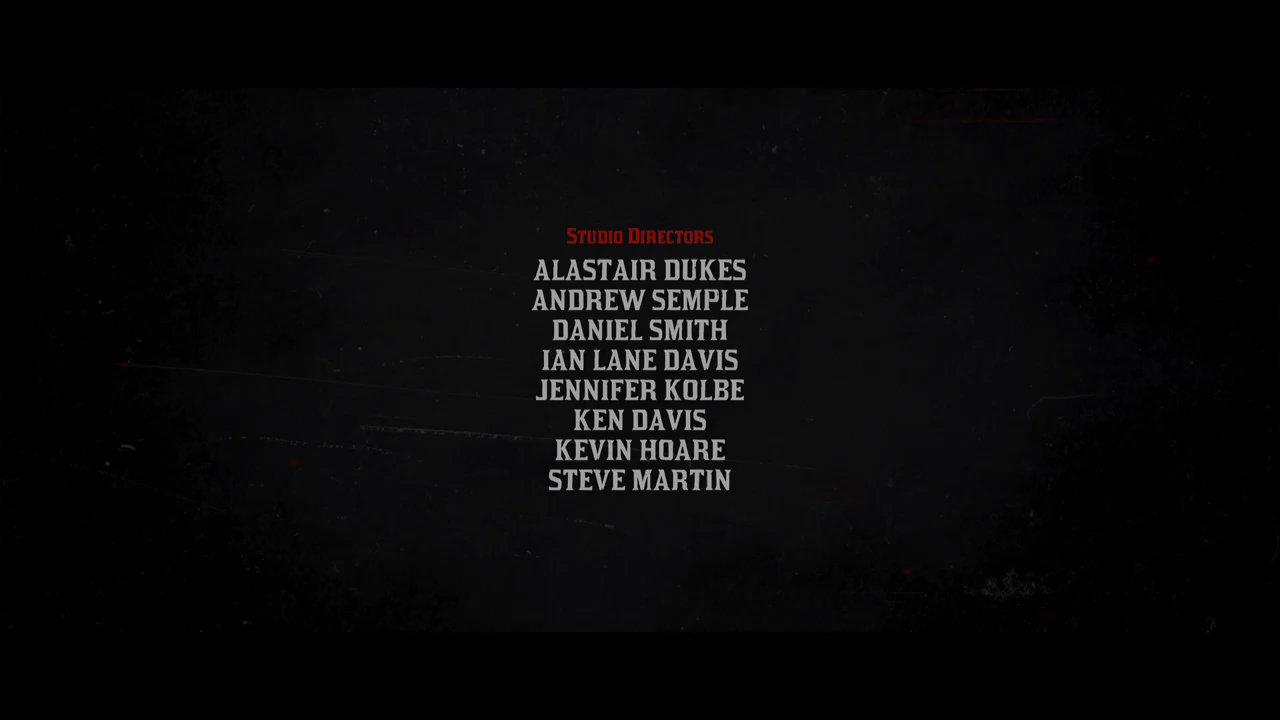 Studio Directors
ALASTAIR DUKES
ANDREW SEMPLE
DANIEL SMITH
IAN LANE DAVIS
JENNIFER KOLBE
KEN DAVIS
KEVIN HOARE
STEVE MARTIN